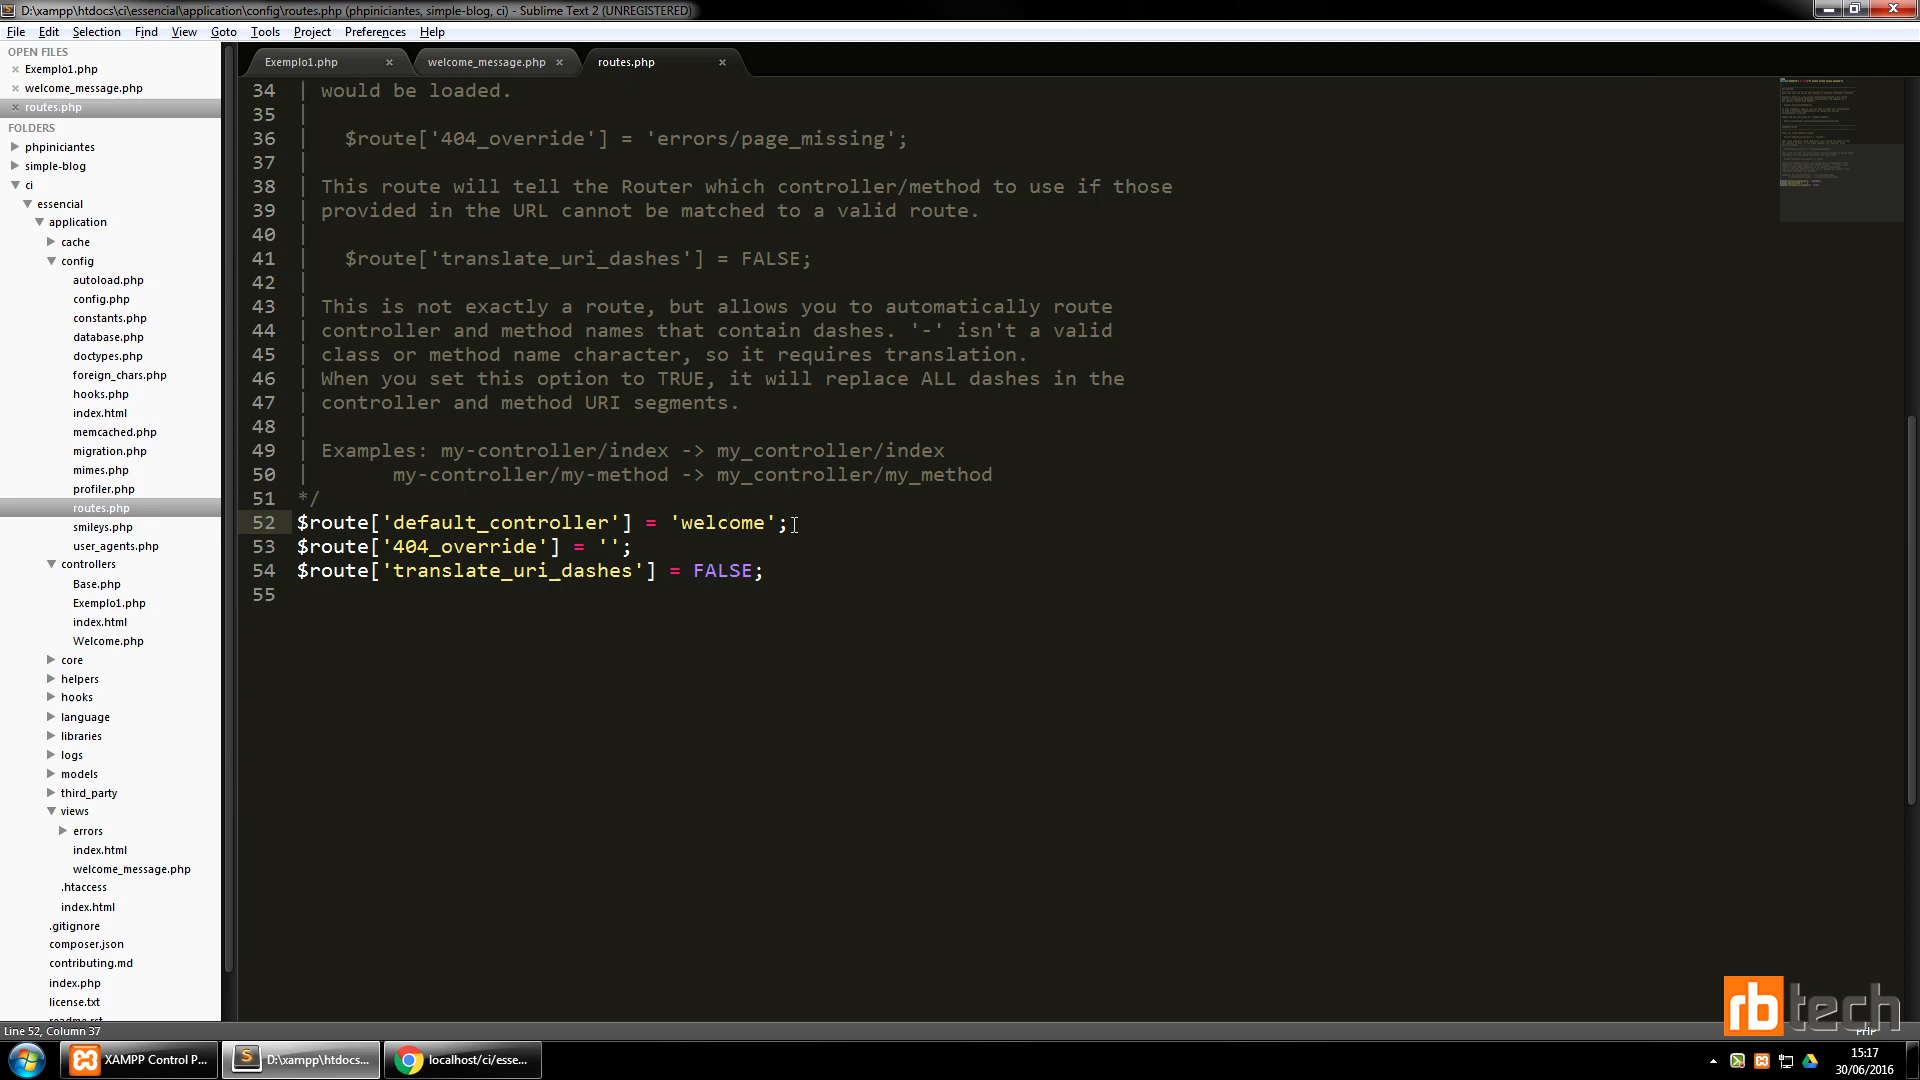 D:\xampp\htdocs\ci\essencial\application\config\routes.php (phpiniciantes, simple-blog, ci) - Sublime Text 2 (UNREGISTERED)
File Edit Selection Find View Goto Tools Project Preferences Help
OPEN FILES
Exemplo1.php
welcome_message.php
routes.php
FOLDERS
phpiniciantes
simple-blog
ci
essencial
application
cache
config
autoload.php
config.php
constants.php
database.php
doctypes.php
foreign_chars.php
hooks.php
index.html
memcached.php
migration.php
mimes.php
profiler.php
routes.php
smileys.php
user_agents.php
controllers
Base.php
Exemplo1.php
index.html
Welcome.php
core
helpers
hooks
language
libraries
logs
models
third_party
views
errors
index.html
welcome_message.php
.htaccess
index.html
.gitignore
composer.json
contributing.md
index.php
license.txt
Exemplo1.php welcome_message.php routes.php
34 | would be loaded.
35 |
36 | $route['404_override'] = 'errors/page_missing';
37 |
38 | This route will tell the Router which controller/method to use if those
39 | provided in the URL cannot be matched to a valid route.
40 |
41 | $route['translate_uri_dashes'] = FALSE;
42 |
43 | This is not exactly a route, but allows you to automatically route
44 | controller and method names that contain dashes. '-' isn't a valid
45 | class or method name character, so it requires translation.
46 | When you set this option to TRUE, it will replace ALL dashes in the
47 | controller and method URI segments.
48 |
49 | Examples: my-controller/index -> my_controller/index
50 | my-controller/my-method -> my_controller/my_method
51 */
52 $route['default_controller'] = 'welcome';
53 $route['404_override'] = '';
54 $route['translate_uri_dashes'] = FALSE;
55
rbtech
Line 52, Column 37
PHP
XAMPP Control P... D:\xampp\htdocs... localhost/ci/esse...
15:17
30/06/2016